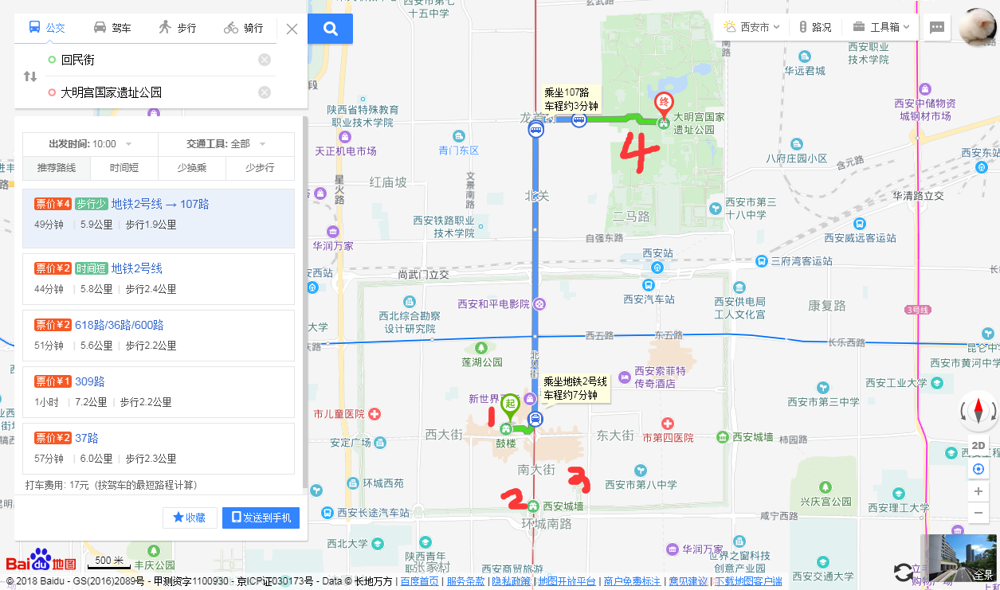 公交 驾车 步行 骑行
回民街
大明宫国家遗址公园
出发时间: 10:00 交通工具: 全部
推荐路线 时间短 少换乘 少步行
票价¥4 步行少 地铁2号线 → 107路
49分钟 | 5.9公里 | 步行1.9公里
票价¥2 时间短 地铁2号线
44分钟 | 5.8公里 | 步行2.4公里
票价¥2 618路/36路/600路
51分钟 | 5.6公里 | 步行2.2公里
票价¥1 309路
1小时 | 7.2公里 | 步行2.2公里
票价¥2 37路
57分钟 | 6.0公里 | 步行2.3公里
打车费用: 17元（按驾车的最短路程计算）
收藏 发送到手机
西安市 路况 工具箱
西安市第七
十五中学
玄武路
西安职业
技术学院
华远君城
西安中储物资
城钢材市场
乘坐107路
车程约3分钟
龙首
终
大明宫国家
遗址公园
陕西省特殊教育
职业技术学院
天正机电市场
青门东区
4
八府庄园小区
西安东站
含元路
星火路
红庙坡
文景南路
北关
二马路
西安市第三
十八中学
华清路立交
西安铁路职业
技术学院
华润万家
自强东路
西安威远客运站
西安站
三府湾客运站
尚武门立交
西安汽车站
西安和平电影院
西安供电局
工人文化宫
康复路
3号线
西北综合勘察
设计研究院
西五路
东五路
长乐西路
莲湖公园
北大街
西安索菲特
传奇酒店
西安市黄河中学
乘坐地铁2号线
车程约7分钟
西安工业大学
西安市第三中学
新世界
起
1
市儿童医院
西大街
鼓楼
东大街
市第四医院
西安城墙
柿园路
安定广场
南大街
3
西安市第八中学
环城西苑
2
西安城墙
兴庆宫公园
西安理工大学
西安长途汽车站
环城南路
咸宁西路
西北大学
陕西青年
张家村
华润万家
世界之窗科技
创意产业园
西安商贸旅游
西安交通大学
丰庆公园
2D
全景
500 米
Bai du 地图
© 2018 Baidu - GS(2016)2089号 - 甲测资字1100930 - 京ICP证030173号 - Data © 长地万方 | 百度首页 | 服务条款 | 隐私政策 | 地图开放平台 | 商户免费标注 | 意见建议 | 下载地图客户端